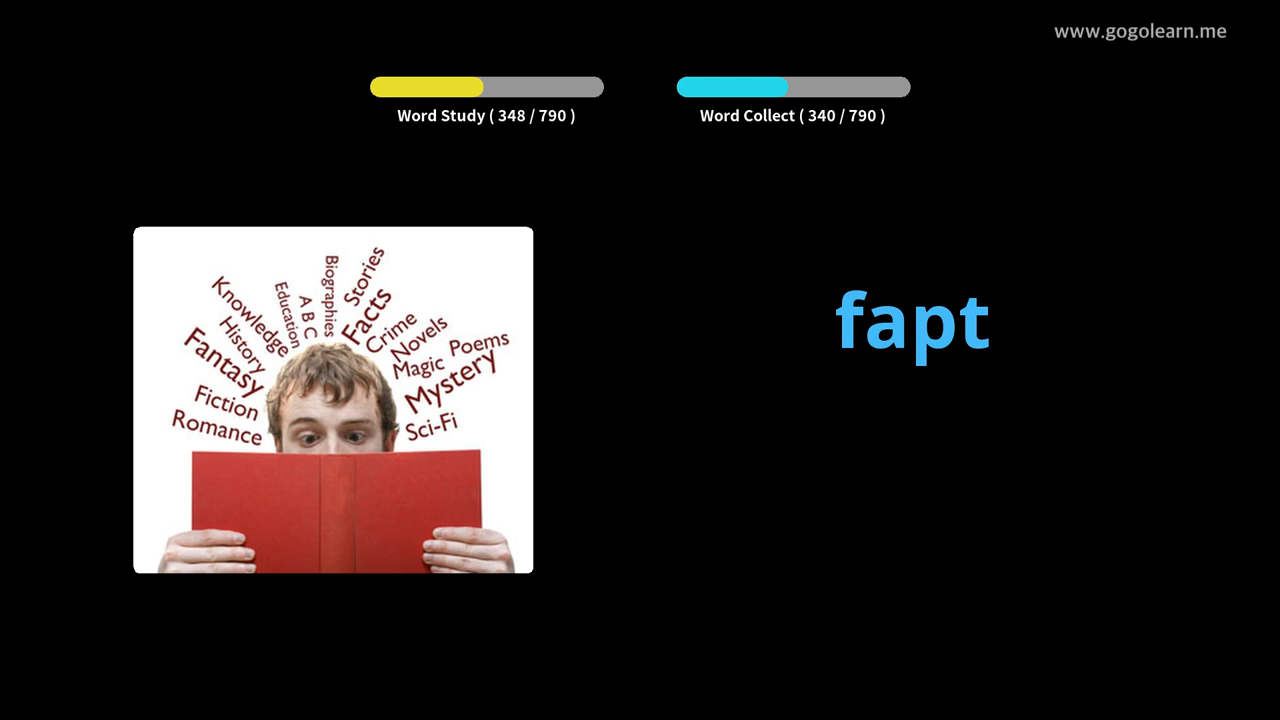 www.gogolearn.me
Word Study ( 348 / 790 )
Word Collect ( 340 / 790 )
fapt
Romance
Fiction
Fantasy
History
Knowledge
Education
A B C
Biographies
Stories
Facts
Crime
Novels
Magic
Poems
Mystery
Sci-Fi